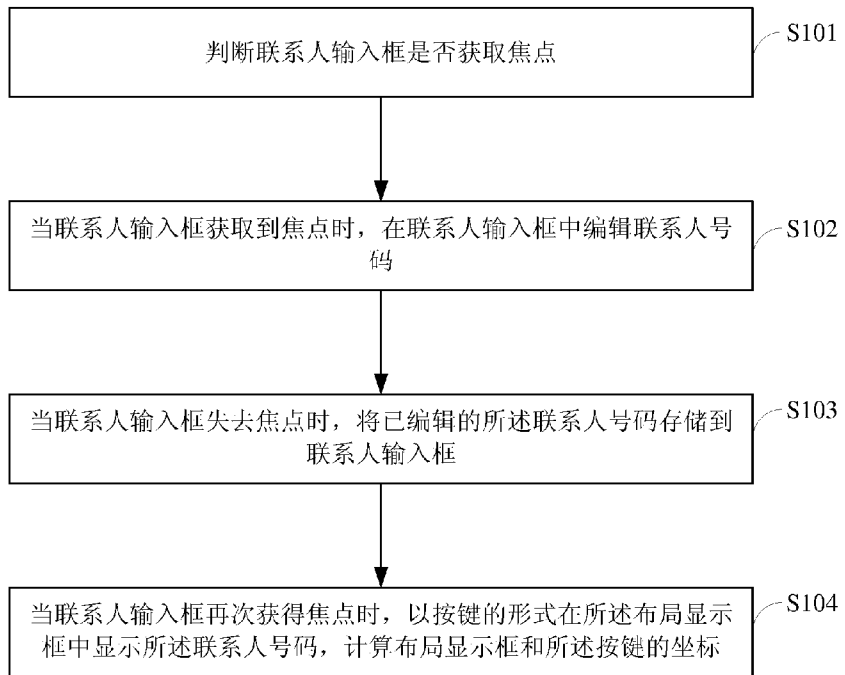 判断联系人输入框是否获取焦点
S101
当联系人输入框获取到焦点时，在联系人输入框中编辑联系人号
码
S102
当联系人输入框失去焦点时，将已编辑的所述联系人号码存储到
联系人输入框
S103
当联系人输入框再次获得焦点时，以按键的形式在所述布局显示
框中显示所述联系人号码，计算布局显示框和所述按键的坐标
S104